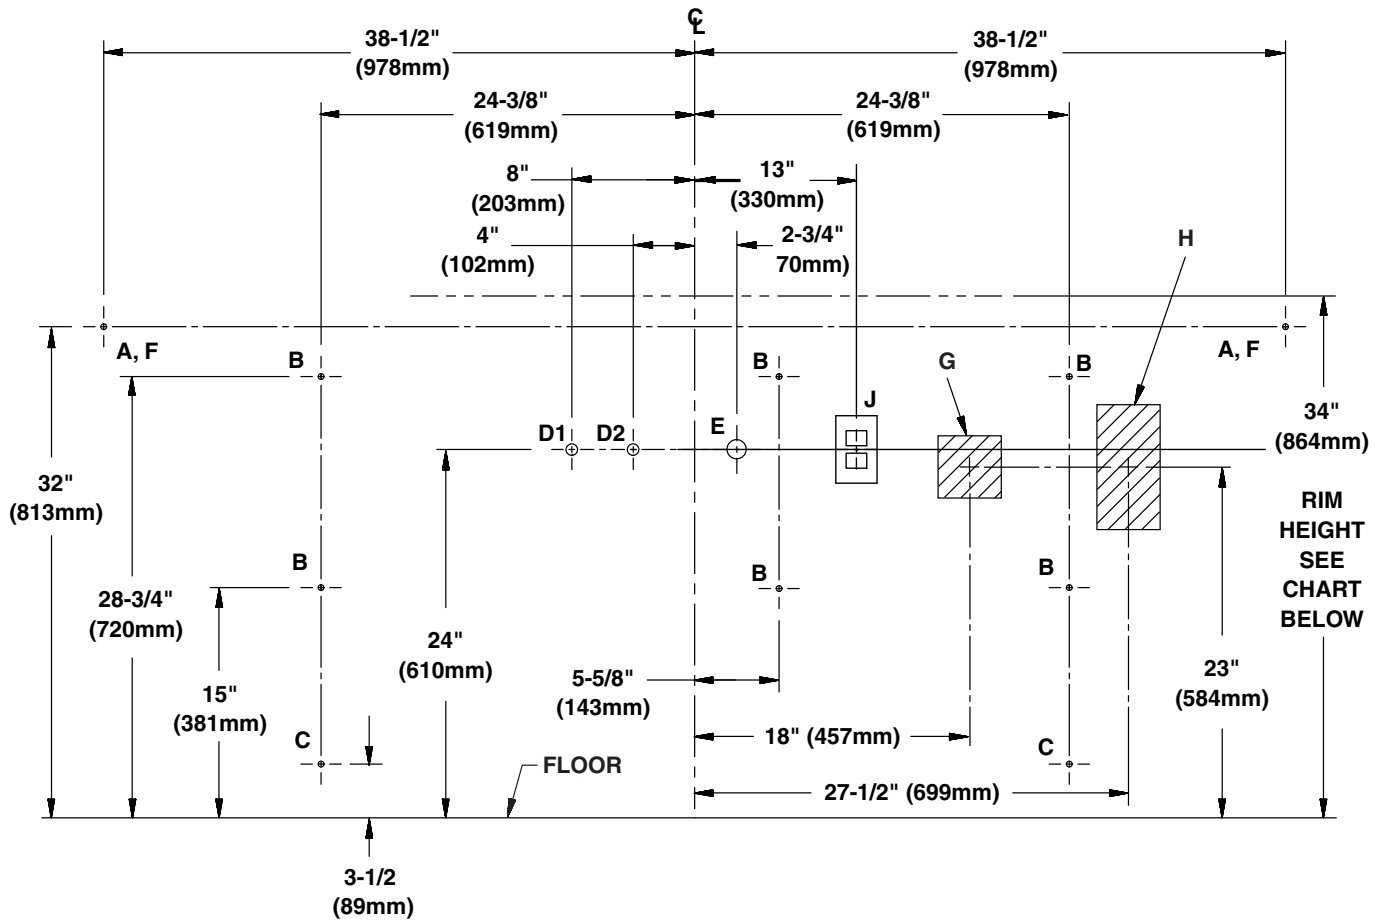 ℄
38-1/2"
(978mm)
38-1/2"
(978mm)
24-3/8"
(619mm)
24-3/8"
(619mm)
8"
(203mm)
13"
(330mm)
4"
(102mm)
2-3/4"
70mm)
H
A, F
B
B
G
B
A, F
J
D1
D2
E
34"
(864mm)
32"
(813mm)
RIM
HEIGHT
SEE
CHART
BELOW
B
B
B
28-3/4"
(720mm)
24"
(610mm)
5-5/8"
(143mm)
23"
(584mm)
15"
(381mm)
C
18" (457mm)
C
FLOOR
27-1/2" (699mm)
3-1/2
(89mm)